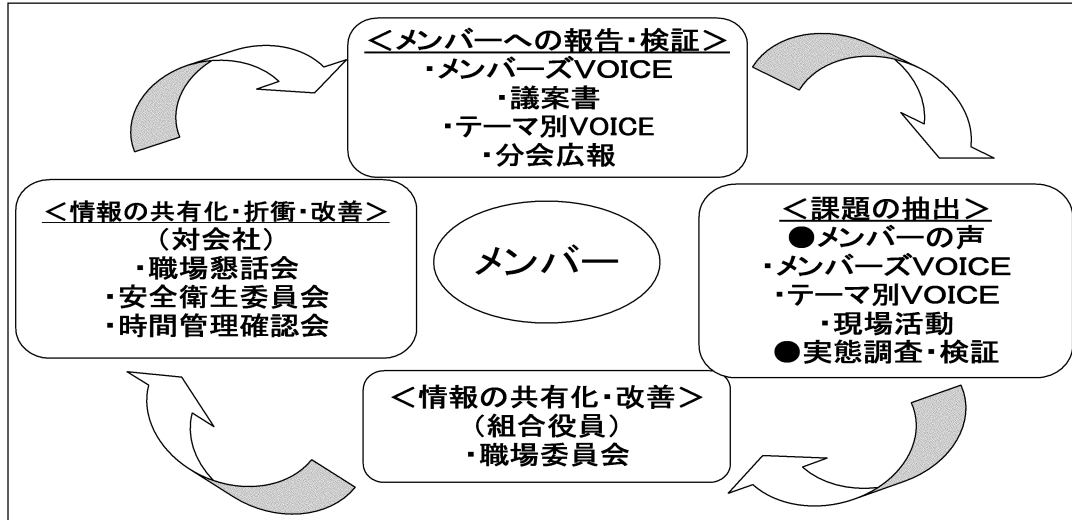 <メンバーへの報告・検証>
・メンバーズVOICE
・議案書
・テーマ別VOICE
・分会広報
<課題の抽出>
●メンバーの声
・メンバーズVOICE
・テーマ別VOICE
・現場活動
●実態調査・検証
<情報の共有化・改善>
(組合役員)
・職場委員会
<情報の共有化・折衝・改善>
(対会社)
・職場懇話会
・安全衛生委員会
・時間管理確認会
メンバー